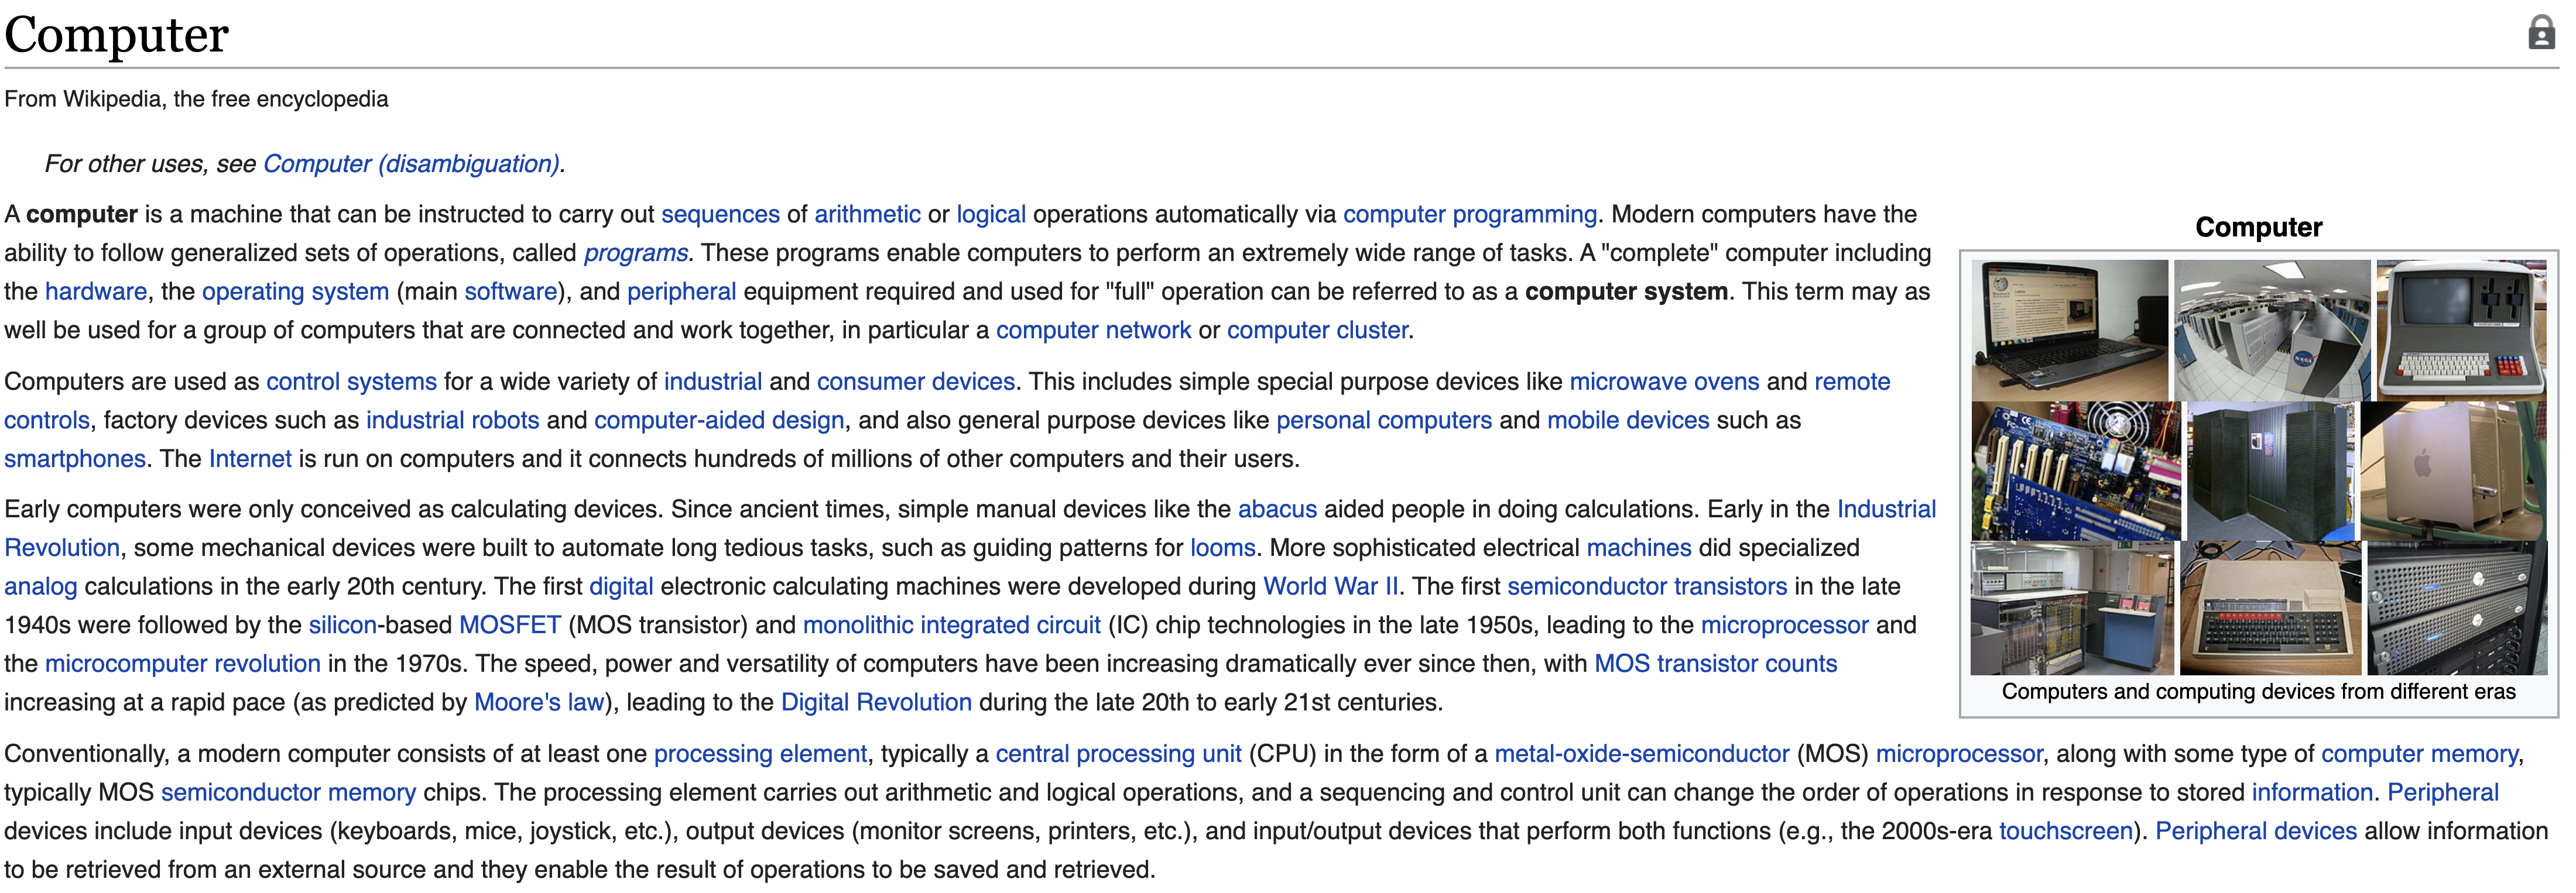 Computer
From Wikipedia, the free encyclopedia
For other uses, see Computer (disambiguation).
A computer is a machine that can be instructed to carry out sequences of arithmetic or logical operations automatically via computer programming. Modern computers have the
ability to follow generalized sets of operations, called programs. These programs enable computers to perform an extremely wide range of tasks. A "complete" computer including
the hardware, the operating system (main software), and peripheral equipment required and used for "full" operation can be referred to as a computer system. This term may as
well be used for a group of computers that are connected and work together, in particular a computer network or computer cluster.
Computers are used as control systems for a wide variety of industrial and consumer devices. This includes simple special purpose devices like microwave ovens and remote
controls, factory devices such as industrial robots and computer-aided design, and also general purpose devices like personal computers and mobile devices such as
smartphones. The Internet is run on computers and it connects hundreds of millions of other computers and their users.
Early computers were only conceived as calculating devices. Since ancient times, simple manual devices like the abacus aided people in doing calculations. Early in the Industrial
Revolution, some mechanical devices were built to automate long tedious tasks, such as guiding patterns for looms. More sophisticated electrical machines did specialized
analog calculations in the early 20th century. The first digital electronic calculating machines were developed during World War II. The first semiconductor transistors in the late
1940s were followed by the silicon-based MOSFET (MOS transistor) and monolithic integrated circuit (IC) chip technologies in the late 1950s, leading to the microprocessor and
the microcomputer revolution in the 1970s. The speed, power and versatility of computers have been increasing dramatically ever since then, with MOS transistor counts
increasing at a rapid pace (as predicted by Moore's law), leading to the Digital Revolution during the late 20th to early 21st centuries.
Computer
NASA
Computers and computing devices from different eras
Conventionally, a modern computer consists of at least one processing element, typically a central processing unit (CPU) in the form of a metal-oxide-semiconductor (MOS) microprocessor, along with some type of computer memory,
typically MOS semiconductor memory chips. The processing element carries out arithmetic and logical operations, and a sequencing and control unit can change the order of operations in response to stored information. Peripheral
devices include input devices (keyboards, mice, joystick, etc.), output devices (monitor screens, printers, etc.), and input/output devices that perform both functions (e.g., the 2000s-era touchscreen). Peripheral devices allow information
to be retrieved from an external source and they enable the result of operations to be saved and retrieved.